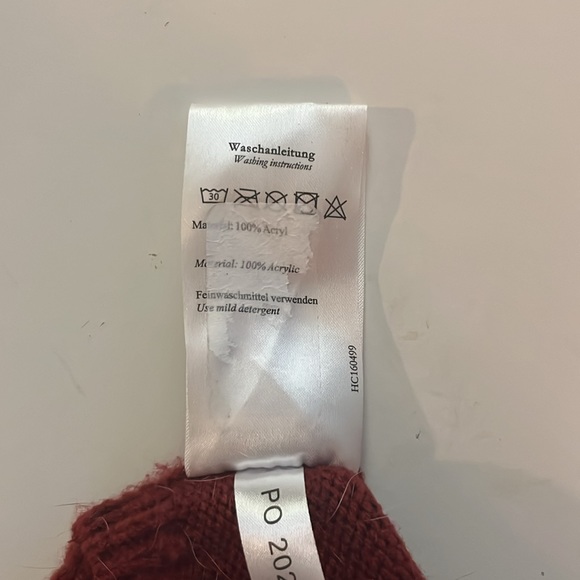 Waschanleitung
Washing instructions
30
Material: 100% Acryl
Material: 100% Acrylic
Feinwaschmittel verwenden
Use mild detergent
HC160499
PO 202